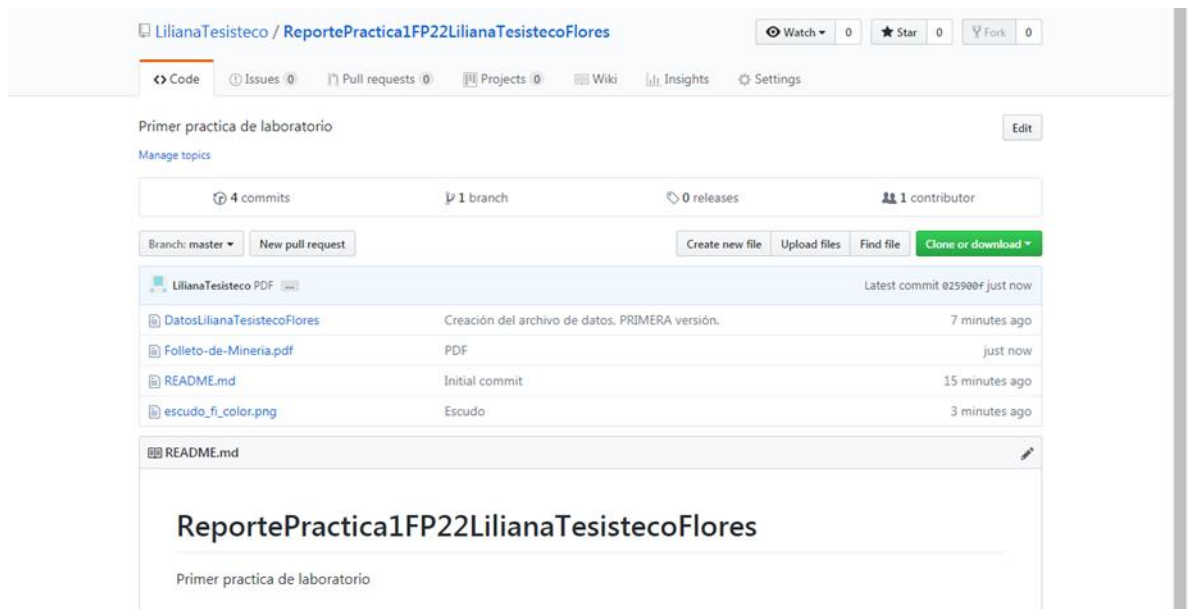 LilianaTesisteco / ReportePractica1FP22LilianaTesistecoFlores Watch 0 Star 0 Fork 0
Code Issues 0 Pull requests 0 Projects 0 Wiki Insights Settings
Primer practica de laboratorio Edit
Manage topics
4 commits 1 branch 0 releases 1 contributor
Branch: master New pull request Create new file Upload files Find file Clone or download
LilianaTesisteco PDF ... Latest commit 025900f just now
DatosLilianaTesistecoFlores Creación del archivo de datos, PRIMERA versión. 7 minutes ago
Folleto-de-Mineria.pdf PDF just now
README.md Initial commit 15 minutes ago
escudo_fi_color.png Escudo 3 minutes ago
README.md
ReportePractica1FP22LilianaTesistecoFlores
Primer practica de laboratorio